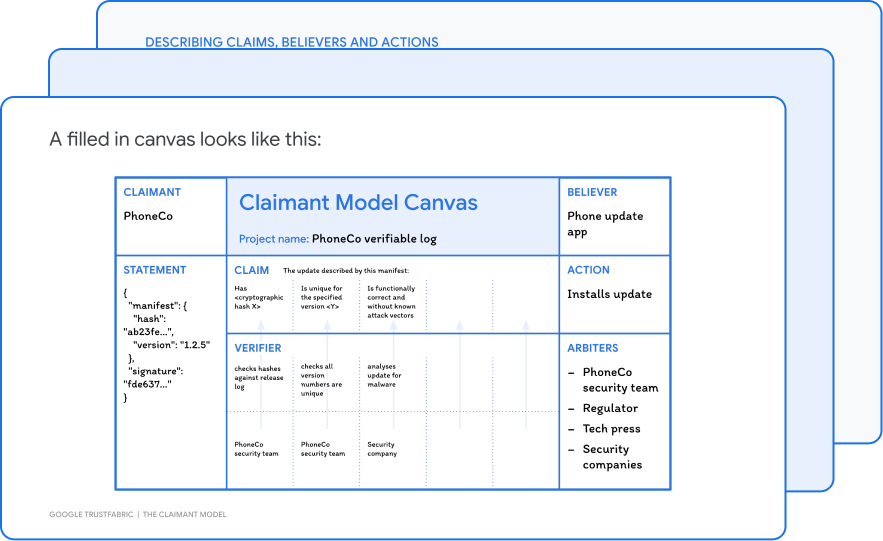 DESCRIBING CLAIMS, BELIEVERS AND ACTIONS
A filled in canvas looks like this:
CLAIMANT
PhoneCo
Claimant Model Canvas
Project name: PhoneCo verifiable log
BELIEVER
Phone update
app
STATEMENT
{
"manifest": {
"hash":
"ab23fe...",
"version": "1.2.5"
},
"signature":
"fde637..."
}
CLAIM The update described by this manifest:
Has
<cryptographic
hash X>
Is unique for
the specified
version <Y>
Is functionally
correct and
without known
attack vectors
ACTION
Installs update
VERIFIER
checks hashes
against release
log
checks all
version
numbers are
unique
analyses
update for
malware
PhoneCo
security team
PhoneCo
security team
Security
company
ARBITERS
– PhoneCo
security team
– Regulator
– Tech press
– Security
companies
GOOGLE TRUSTFABRIC | THE CLAIMANT MODEL